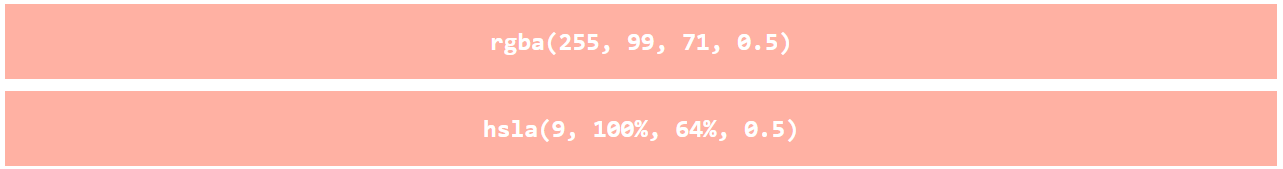 rgba(255, 99, 71, 0.5)
hsla(9, 100%, 64%, 0.5)